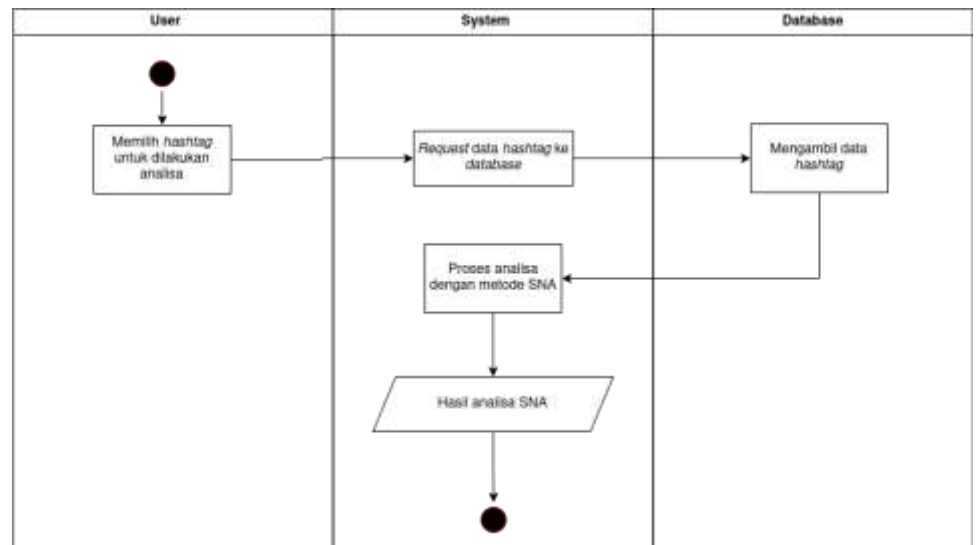 User
System
Database
Memilih hashtag
untuk dilakukan
analisa
Request data hashtag ke
database
Mengambil data
hashtag
Proses analisa
dengan metode SNA
Hasil analisa SNA